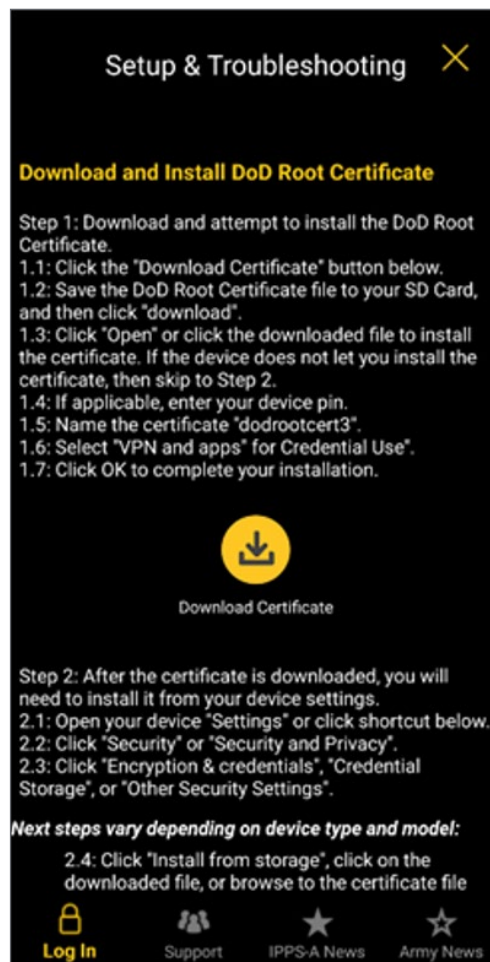 Setup & Troubleshooting
Download and Install DoD Root Certificate
Step 1: Download and attempt to install the DoD Root
Certificate.
1.1: Click the "Download Certificate" button below.
1.2: Save the DoD Root Certificate file to your SD Card,
and then click "download".
1.3: Click "Open" or click the downloaded file to install
the certificate. If the device does not let you install the
certificate, then skip to Step 2.
1.4: If applicable, enter your device pin.
1.5: Name the certificate "dodrootcert3".
1.6: Select "VPN and apps" for Credential Use".
1.7: Click OK to complete your installation.
Download Certificate
Step 2: After the certificate is downloaded, you will
need to install it from your device settings.
2.1: Open your device "Settings" or click shortcut below.
2.2: Click "Security" or "Security and Privacy".
2.3: Click "Encryption & credentials", "Credential
Storage", or "Other Security Settings".
Next steps vary depending on device type and model:
2.4: Click "Install from storage", click on the
downloaded file, or browse to the certificate file
Log In Support IPPS-A News Army News